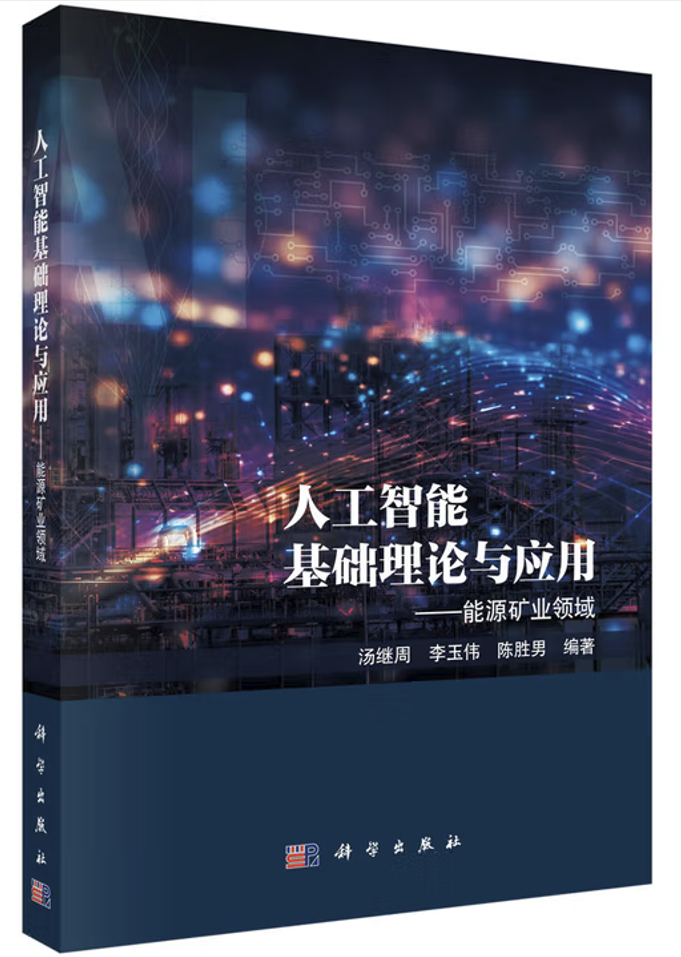 人工智能基础理论与应用——能源矿业领域
科学出版社
人工智能
基础理论与应用
——能源矿业领域
汤继周 李玉伟 陈胜男 编著
科学出版社